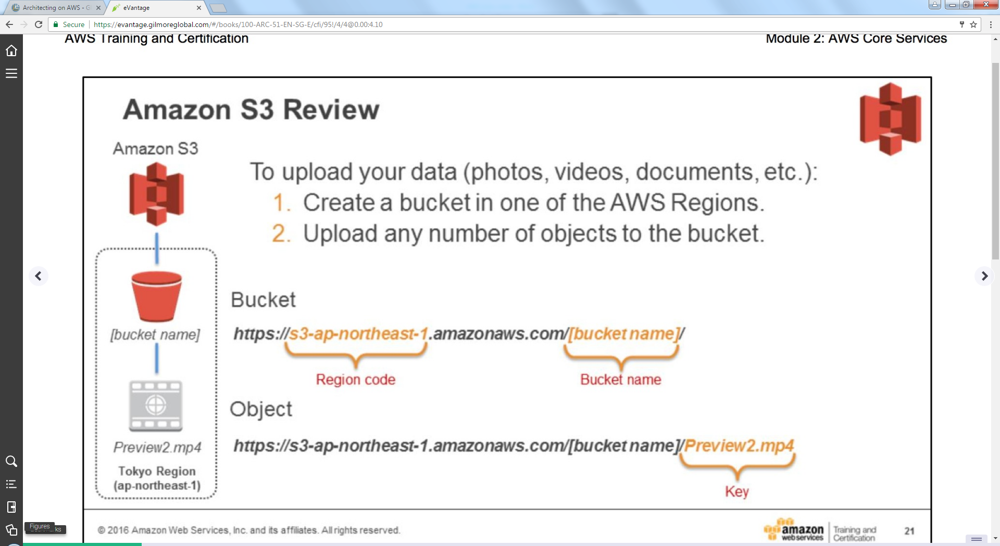 Architecting on AWS - G
eVantage
Secure
https://evantage.gilmoreglobal.com/#/books/100-ARC-51-EN-SG-E/cfi/95!/4/4@0.00:4.10
AWS Training and Certification
Module 2: AWS Core Services
Amazon S3 Review
Amazon S3
To upload your data (photos, videos, documents, etc.):
1. Create a bucket in one of the AWS Regions.
2. Upload any number of objects to the bucket.
Bucket
[bucket name]
https://s3-ap-northeast-1.amazonaws.com/[bucket name]/
Region code
Bucket name
Object
Preview2.mp4
https://s3-ap-northeast-1.amazonaws.com/[bucket name]/Preview2.mp4
Key
Tokyo Region
(ap-northeast-1)
Figures
© 2016 Amazon Web Services, Inc. and its affiliates. All rights reserved.
amazon
webservices
Training and
Certification
21